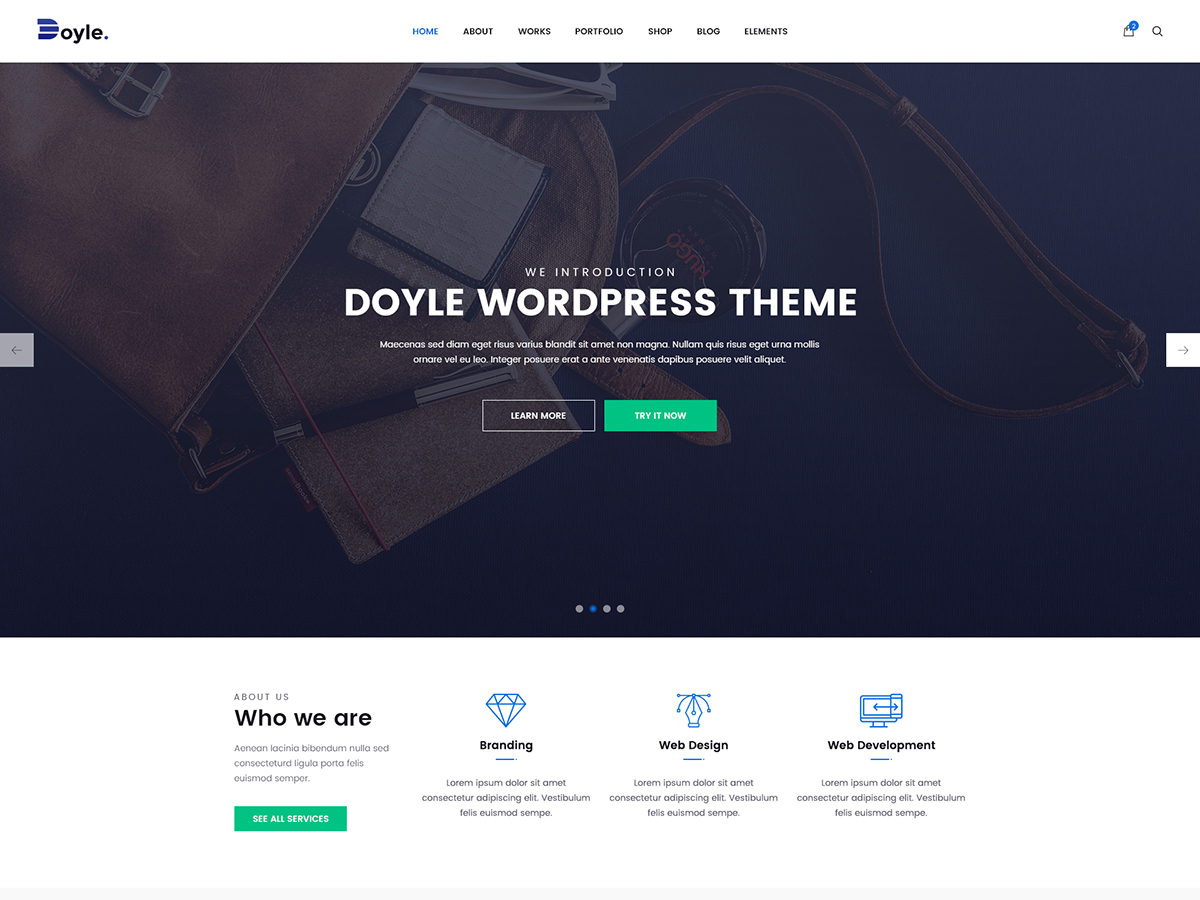 Doyle.
HOME ABOUT WORKS PORTFOLIO SHOP BLOG ELEMENTS
2
HUGO
WE INTRODUCTION
DOYLE WORDPRESS THEME
Maecenas sed diam eget risus varius blandit sit amet non magna. Nullam quis risus eget urna mollis
ornare vel eu leo. Integer posuere erat a ante venenatis dapibus posuere velit aliquet.
LEARN MORE TRY IT NOW
ABOUT US
Who we are
Aenean lacinia bibendum nulla sed
consecteturd ligula porta felis
euismod semper.
SEE ALL SERVICES
Branding
Lorem ipsum dolor sit amet
consectetur adipiscing elit. Vestibulum
felis euismod sempe.
Web Design
Lorem ipsum dolor sit amet
consectetur adipiscing elit. Vestibulum
felis euismod sempe.
Web Development
Lorem ipsum dolor sit amet
consectetur adipiscing elit. Vestibulum
felis euismod sempe.